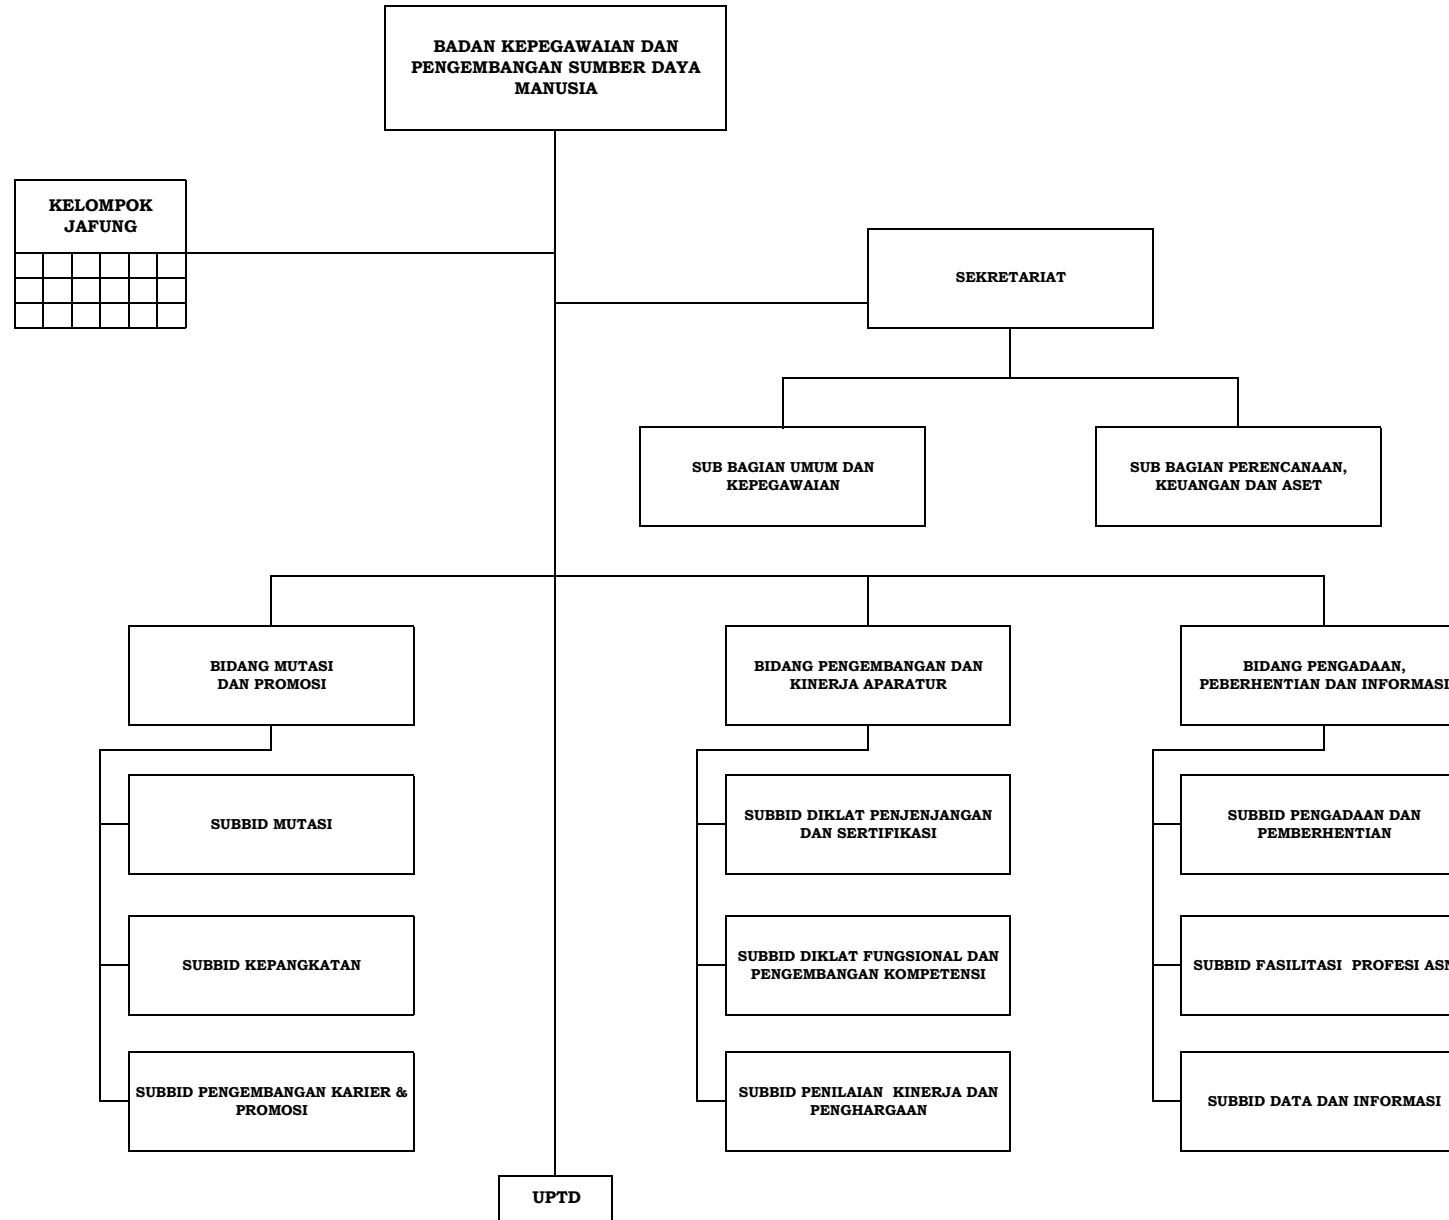 BADAN KEPEGAWAIAN DAN
PENGEMBANGAN SUMBER DAYA
MANUSIA
KELOMPOK
JAFUNG
SEKRETARIAT
SUB BAGIAN UMUM DAN
KEPEGAWAIAN
SUB BAGIAN PERENCANAAN,
KEUANGAN DAN ASET
BIDANG MUTASI
DAN PROMOSI
BIDANG PENGEMBANGAN DAN
KINERJA APARATUR
BIDANG PENGADAAN,
PEBERHENTIAN DAN INFORMASI
SUBBID MUTASI
SUBBID DIKLAT PENJENJANGAN
DAN SERTIFIKASI
SUBBID PENGADAAN DAN
PEMBERHENTIAN
SUBBID KEPANGKATAN
SUBBID DIKLAT FUNGSIONAL DAN
PENGEMBANGAN KOMPETENSI
SUBBID FASILITASI PROFESI ASN
SUBBID PENGEMBANGAN KARIER &
PROMOSI
SUBBID PENILAIAN KINERJA DAN
PENGHARGAAN
SUBBID DATA DAN INFORMASI
UPTD